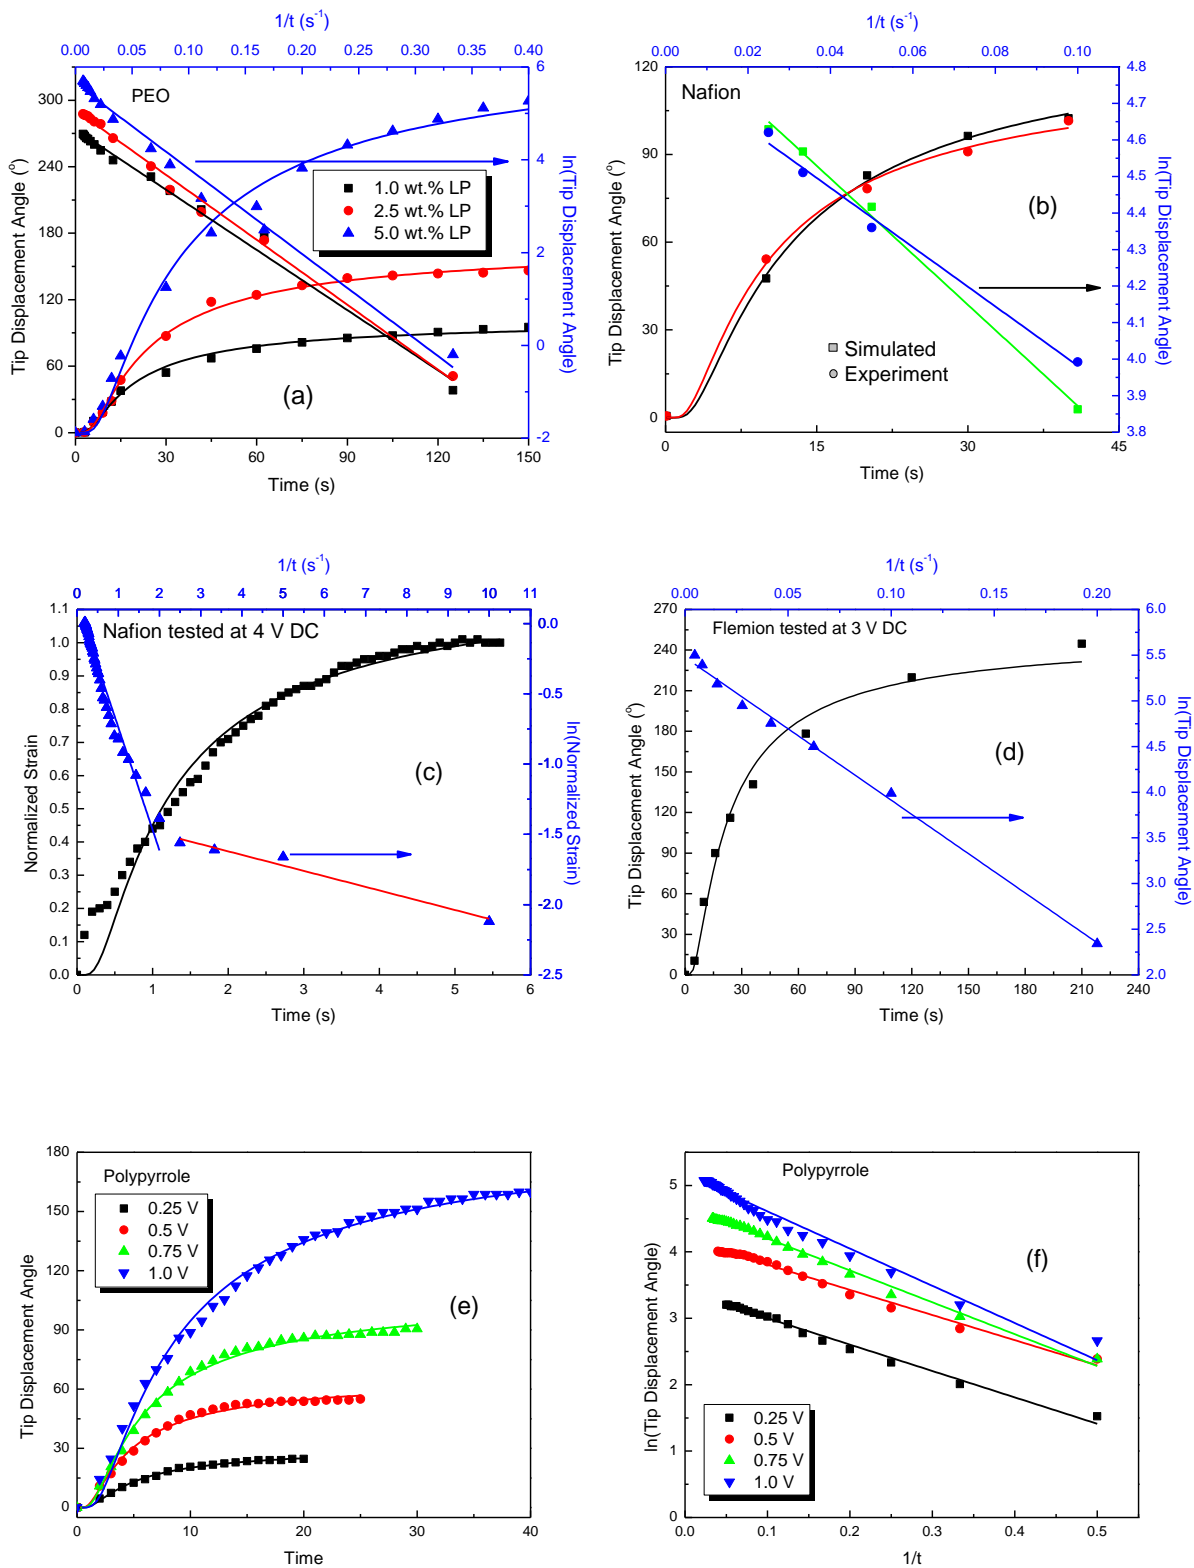 1/t (s⁻¹)
0.00 0.05 0.10 0.15 0.20 0.25 0.30 0.35 0.40
PEO
Tip Displacement Angle (°)
300
240
180
120
60
0
6
4
2
0
-2
ln(Tip Displacement Angle)
1.0 wt.% LP
2.5 wt.% LP
5.0 wt.% LP
(a)
0 30 60 90 120 150
Time (s)
1/t (s⁻¹)
0.00 0.02 0.04 0.06 0.08 0.10
Nafion
Tip Displacement Angle (°)
120
90
60
30
0
4.8
4.7
4.6
4.5
4.4
4.3
4.2
4.1
4.0
3.9
3.8
ln(Tip Displacement Angle)
(b)
Simulated
Experiment
0 15 30 45
Time (s)
1/t (s⁻¹)
0 1 2 3 4 5 6 7 8 9 10 11
Nafion tested at 4 V DC
Normalized Strain
1.1
1.0
0.9
0.8
0.7
0.6
0.5
0.4
0.3
0.2
0.1
0.0
0.0
-0.5
-1.0
-1.5
-2.0
-2.5
ln(Normalized Strain)
(c)
0 1 2 3 4 5 6
Time (s)
1/t (s⁻¹)
0.00 0.05 0.10 0.15 0.20
Flemion tested at 3 V DC
Tip Displacement Angle (°)
270
240
210
180
150
120
90
60
30
0
6.0
5.5
5.0
4.5
4.0
3.5
3.0
2.5
2.0
ln(Tip Displacement Angle)
(d)
0 30 60 90 120 150 180 210 240
Time (s)
Polypyrrole
0.25 V
0.5 V
0.75 V
1.0 V
Tip Displacement Angle
180
150
120
90
60
30
0
(e)
0 10 20 30 40
Time
Polypyrrole
ln(Tip Displacement Angle)
5
4
3
2
1
0
(f)
0.25 V
0.5 V
0.75 V
1.0 V
0.0 0.1 0.2 0.3 0.4 0.5
1/t